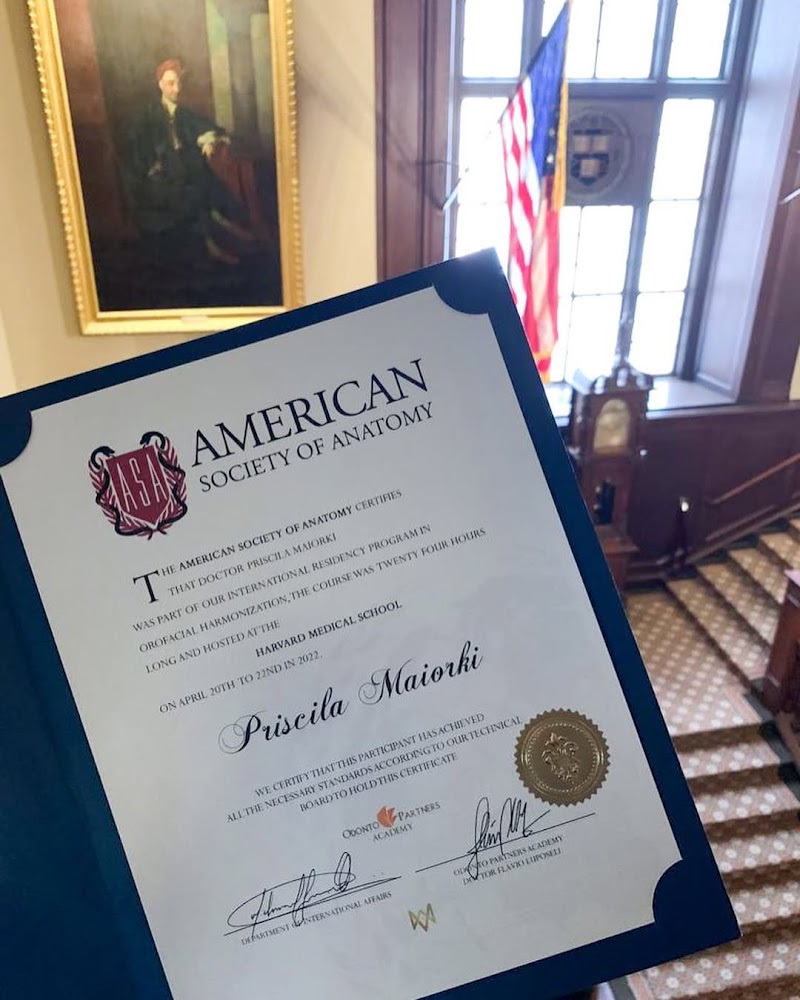 AMERICAN
SOCIETY OF ANATOMY
ASA
THE AMERICAN SOCIETY OF ANATOMY CERTIFIES
THAT DOCTOR PRISCILA MAIORKI
WAS PART OF OUR INTERNATIONAL RESIDENCY PROGRAM IN
OROFACIAL HARMONIZATION, THE COURSE WAS TWENTY FOUR HOURS
LONG AND HOSTED AT THE
HARVARD MEDICAL SCHOOL
ON APRIL 20TH TO 22ND IN 2022.
Priscila Maiorki
WE CERTIFY THAT THIS PARTICIPANT HAS ACHIEVED
ALL THE NECESSARY STANDARDS ACCORDING TO OUR TECHNICAL
BOARD TO HOLD THIS CERTIFICATE
ODONTO PARTNERS
ACADEMY
DEPARTMENT OF INTERNATIONAL AFFAIRS
ODONTO PARTNERS ACADEMY
DOCTOR FLAVIO LUPOSELI